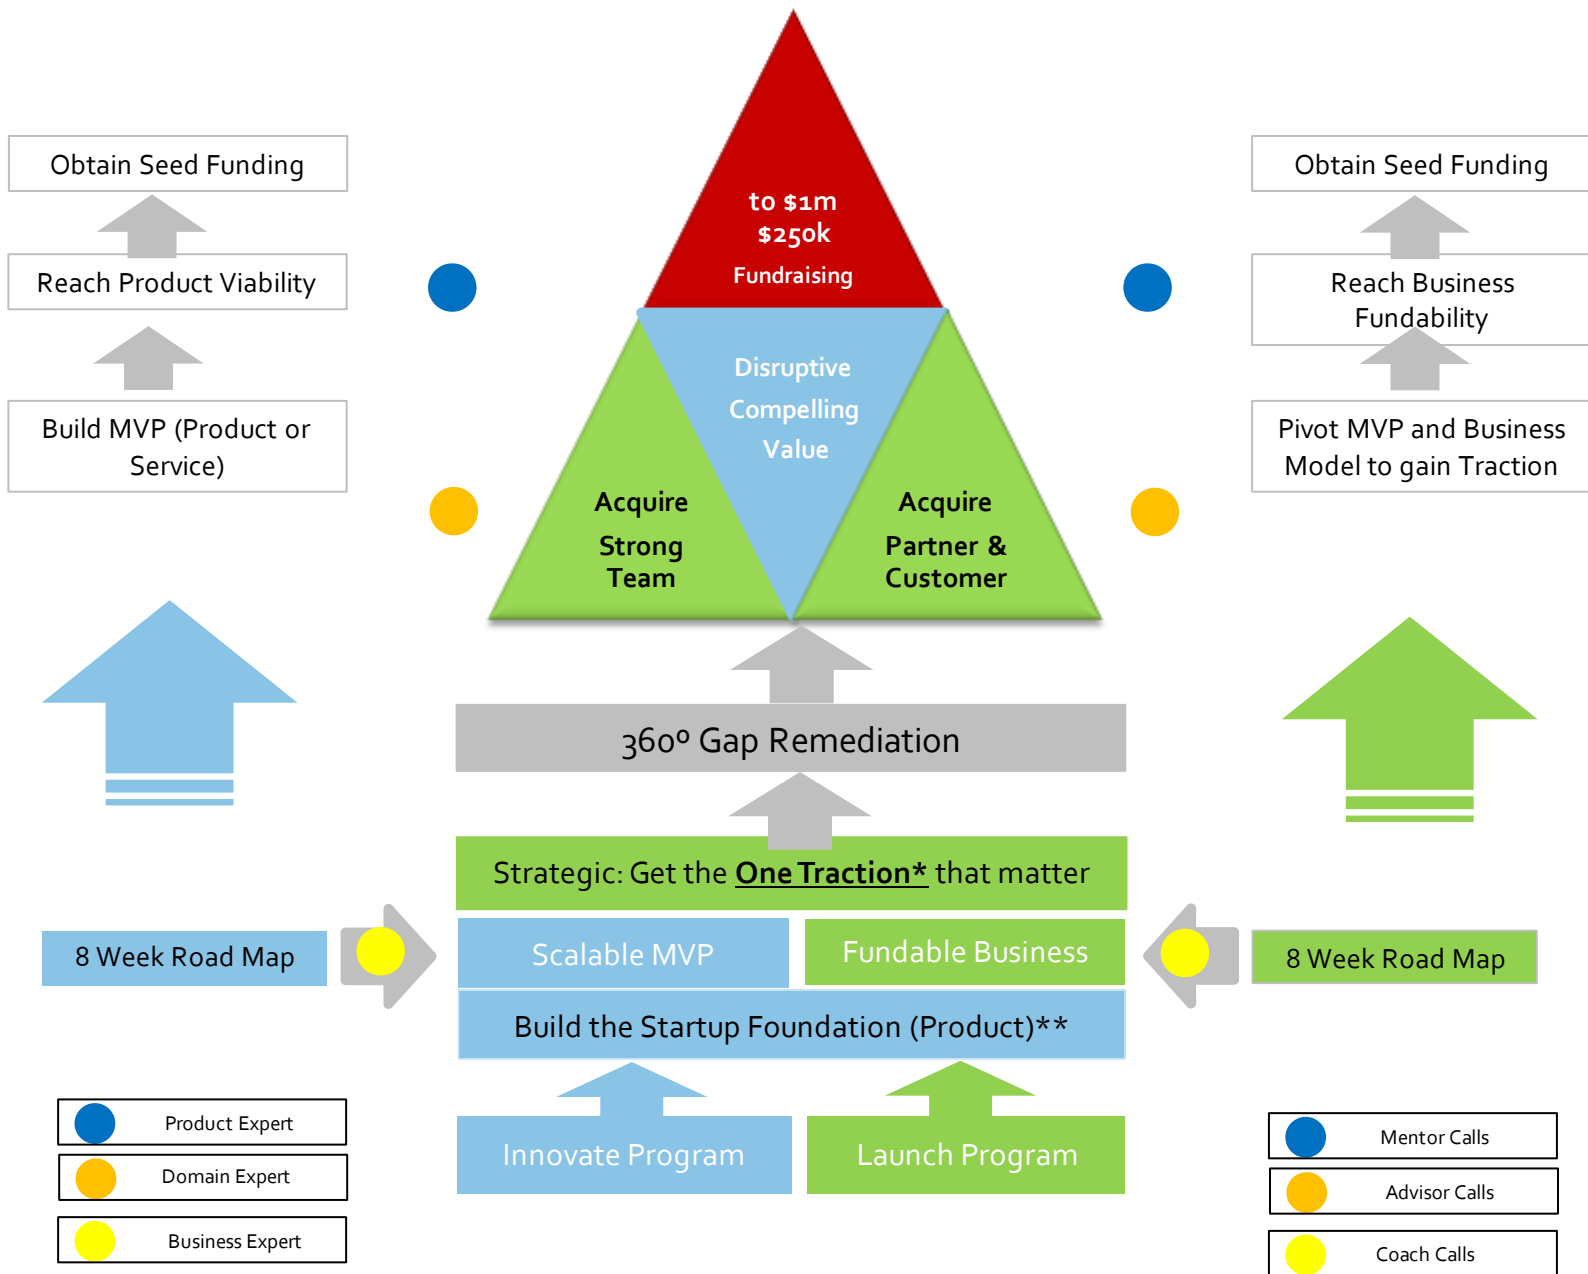 Obtain Seed Funding
Reach Product Viability
Build MVP (Product or
Service)
to $1m
$250k
Fundraising
Disruptive
Compelling
Value
Acquire
Strong
Team
Acquire
Partner &
Customer
Obtain Seed Funding
Reach Business
Fundability
Pivot MVP and Business
Model to gain Traction
360º Gap Remediation
Strategic: Get the One Traction* that matter
8 Week Road Map
Scalable MVP
Fundable Business
8 Week Road Map
Build the Startup Foundation (Product)**
Innovate Program
Launch Program
Product Expert
Domain Expert
Business Expert
Mentor Calls
Advisor Calls
Coach Calls